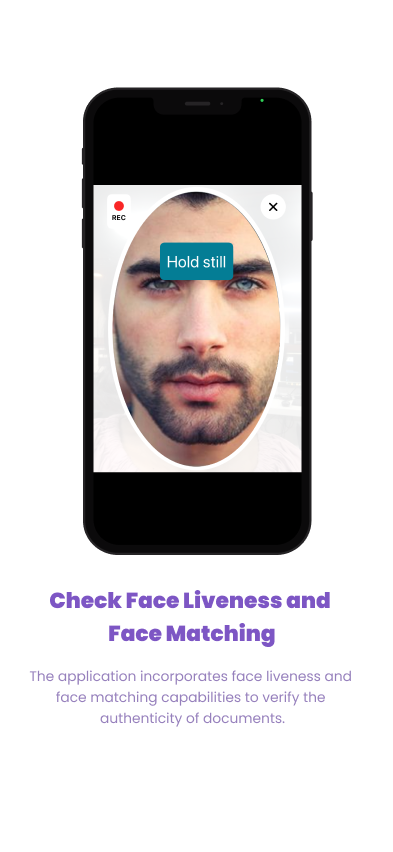 REC
Hold still
Check Face Liveness and
Face Matching
The application incorporates face liveness and
face matching capabilities to verify the
authenticity of documents.